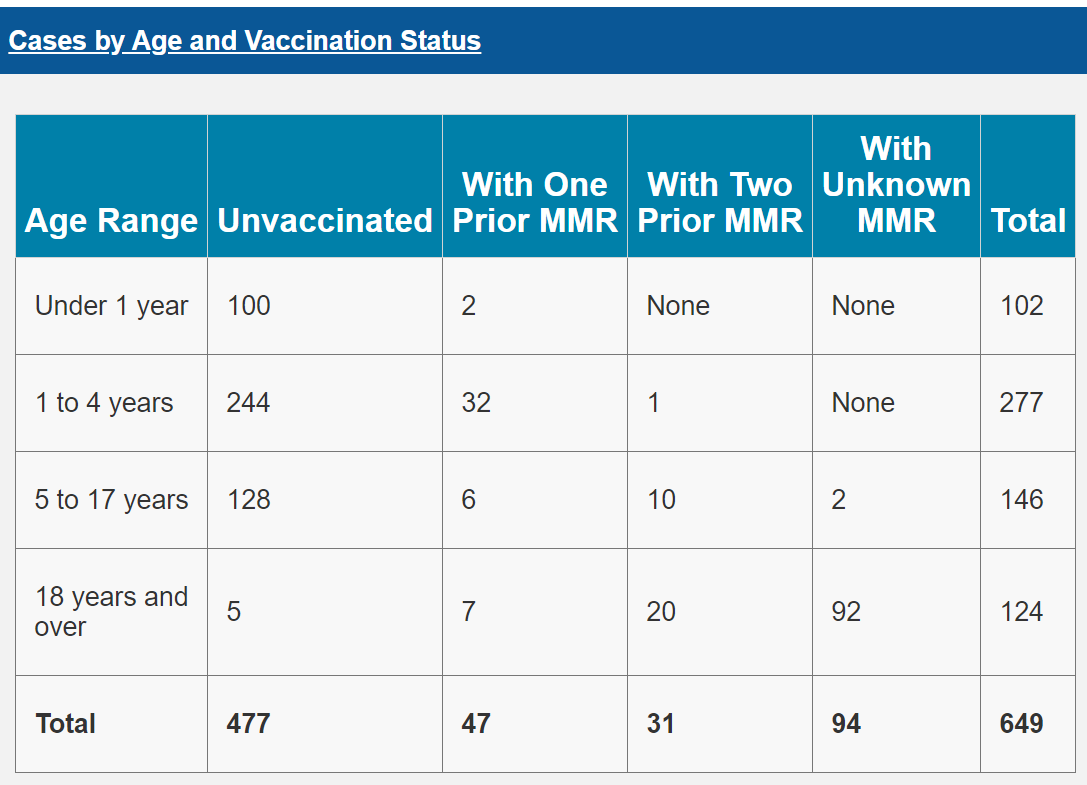 Cases by Age and Vaccination Status
Age Range Unvaccinated With One Prior MMR With Two Prior MMR With Unknown MMR Total
Under 1 year 100 2 None None 102
1 to 4 years 244 32 1 None 277
5 to 17 years 128 6 10 2 146
18 years and over 5 7 20 92 124
Total 477 47 31 94 649